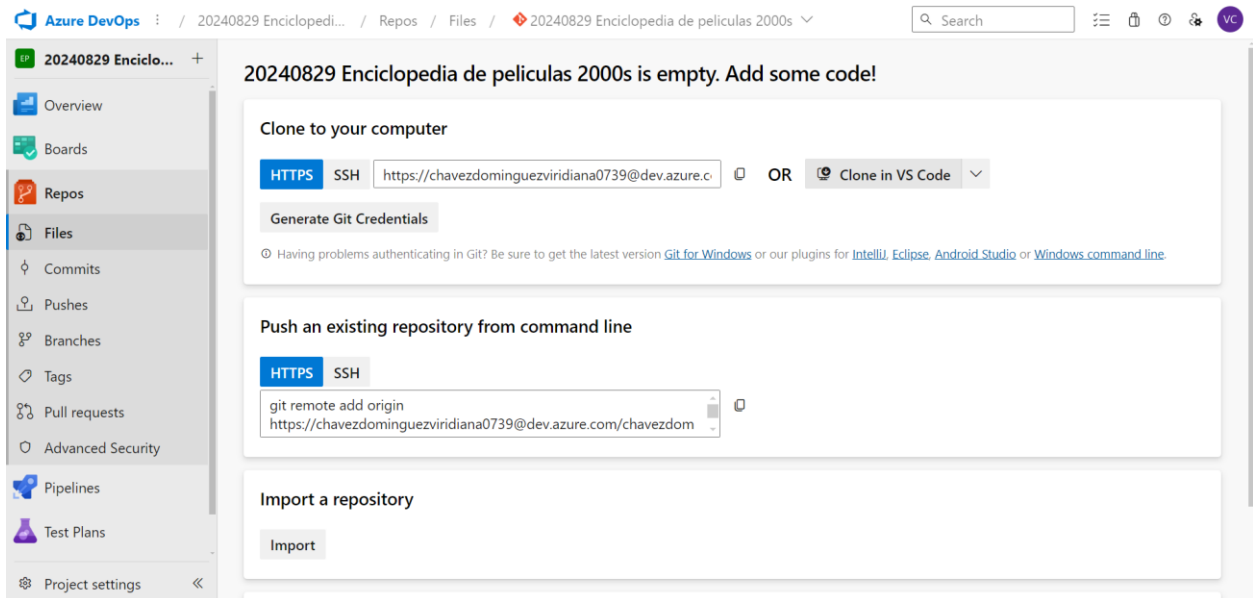 Azure DevOps / 20240829 Enciclopedi... / Repos / Files / 20240829 Enciclopedia de peliculas 2000s Search VC
EP 20240829 Enciclo... +
Overview
Boards
Repos
Files
Commits
Pushes
Branches
Tags
Pull requests
Advanced Security
Pipelines
Test Plans
Project settings
20240829 Enciclopedia de peliculas 2000s is empty. Add some code!
Clone to your computer
HTTPS SSH https://chavezdominguezviridiana0739@dev.azure.c OR Clone in VS Code
Generate Git Credentials
Having problems authenticating in Git? Be sure to get the latest version Git for Windows or our plugins for IntelliJ, Eclipse, Android Studio or Windows command line.
Push an existing repository from command line
HTTPS SSH
git remote add origin
https://chavezdominguezviridiana0739@dev.azure.com/chavezdom
Import a repository
Import